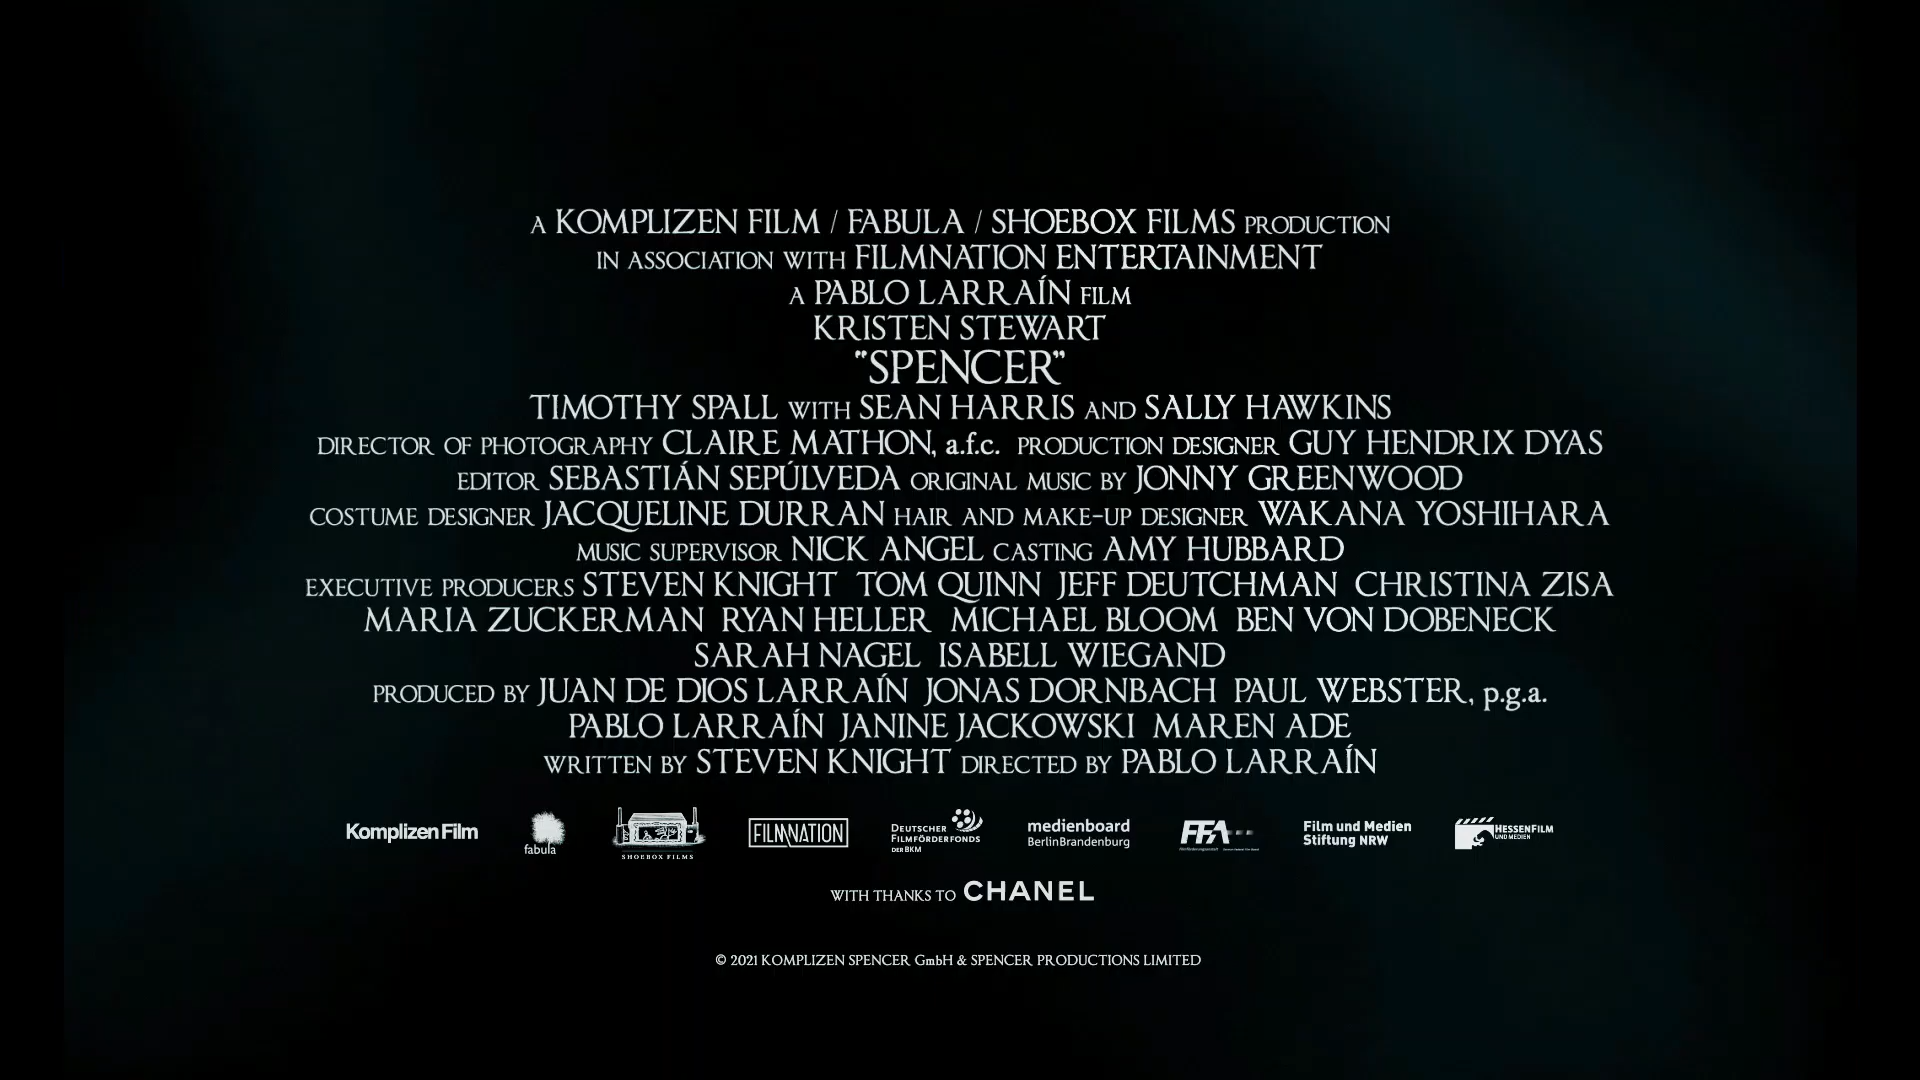 A KOMPLIZEN FILM / FABULA / SHOEBOX FILMS PRODUCTION
IN ASSOCIATION WITH FILMNATION ENTERTAINMENT
A PABLO LARRAÍN FILM
KRISTEN STEWART
"SPENCER"
TIMOTHY SPALL WITH SEAN HARRIS AND SALLY HAWKINS
DIRECTOR OF PHOTOGRAPHY CLAIRE MATHON, a.f.c. PRODUCTION DESIGNER GUY HENDRIX DYAS
EDITOR SEBASTIÁN SEPÚLVEDA ORIGINAL MUSIC BY JONNY GREENWOOD
COSTUME DESIGNER JACQUELINE DURRAN HAIR AND MAKE-UP DESIGNER WAKANA YOSHIHARA
MUSIC SUPERVISOR NICK ANGEL CASTING AMY HUBBARD
EXECUTIVE PRODUCERS STEVEN KNIGHT TOM QUINN JEFF DEUTCHMAN CHRISTINA ZISA
MARIA ZUCKERMAN RYAN HELLER MICHAEL BLOOM BEN VON DOBENECK
SARAH NAGEL ISABELL WIEGAND
PRODUCED BY JUAN DE DIOS LARRAÍN JONAS DORNBACH PAUL WEBSTER, p.g.a.
PABLO LARRAÍN JANINE JACKOWSKI MAREN ADE
WRITTEN BY STEVEN KNIGHT DIRECTED BY PABLO LARRAÍN
Komplizen Film
fabula
SHOEBOX FILMS
FILMNATION
DEUTSCHER
FILMFÖRDERFONDS
DER BKM
medienboard
BerlinBrandenburg
FFA
Film und Medien
Stiftung NRW
HESSENFILM
UND MEDIEN
WITH THANKS TO CHANEL
© 2021 KOMPLIZEN SPENCER GmbH & SPENCER PRODUCTIONS LIMITED